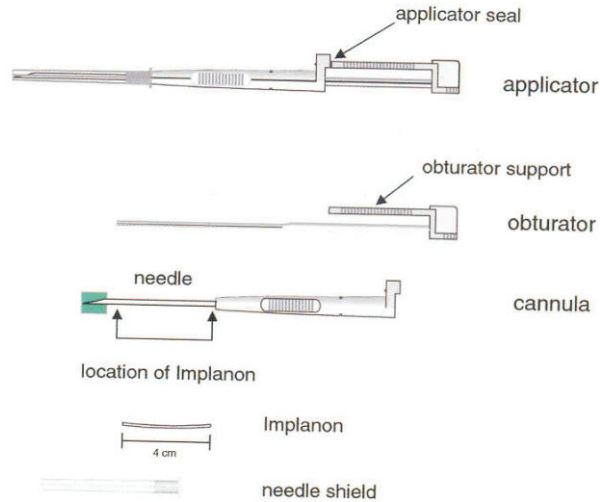 applicator seal
applicator
obturator support
obturator
needle
cannula
location of Implanon
Implanon
4 cm
needle shield